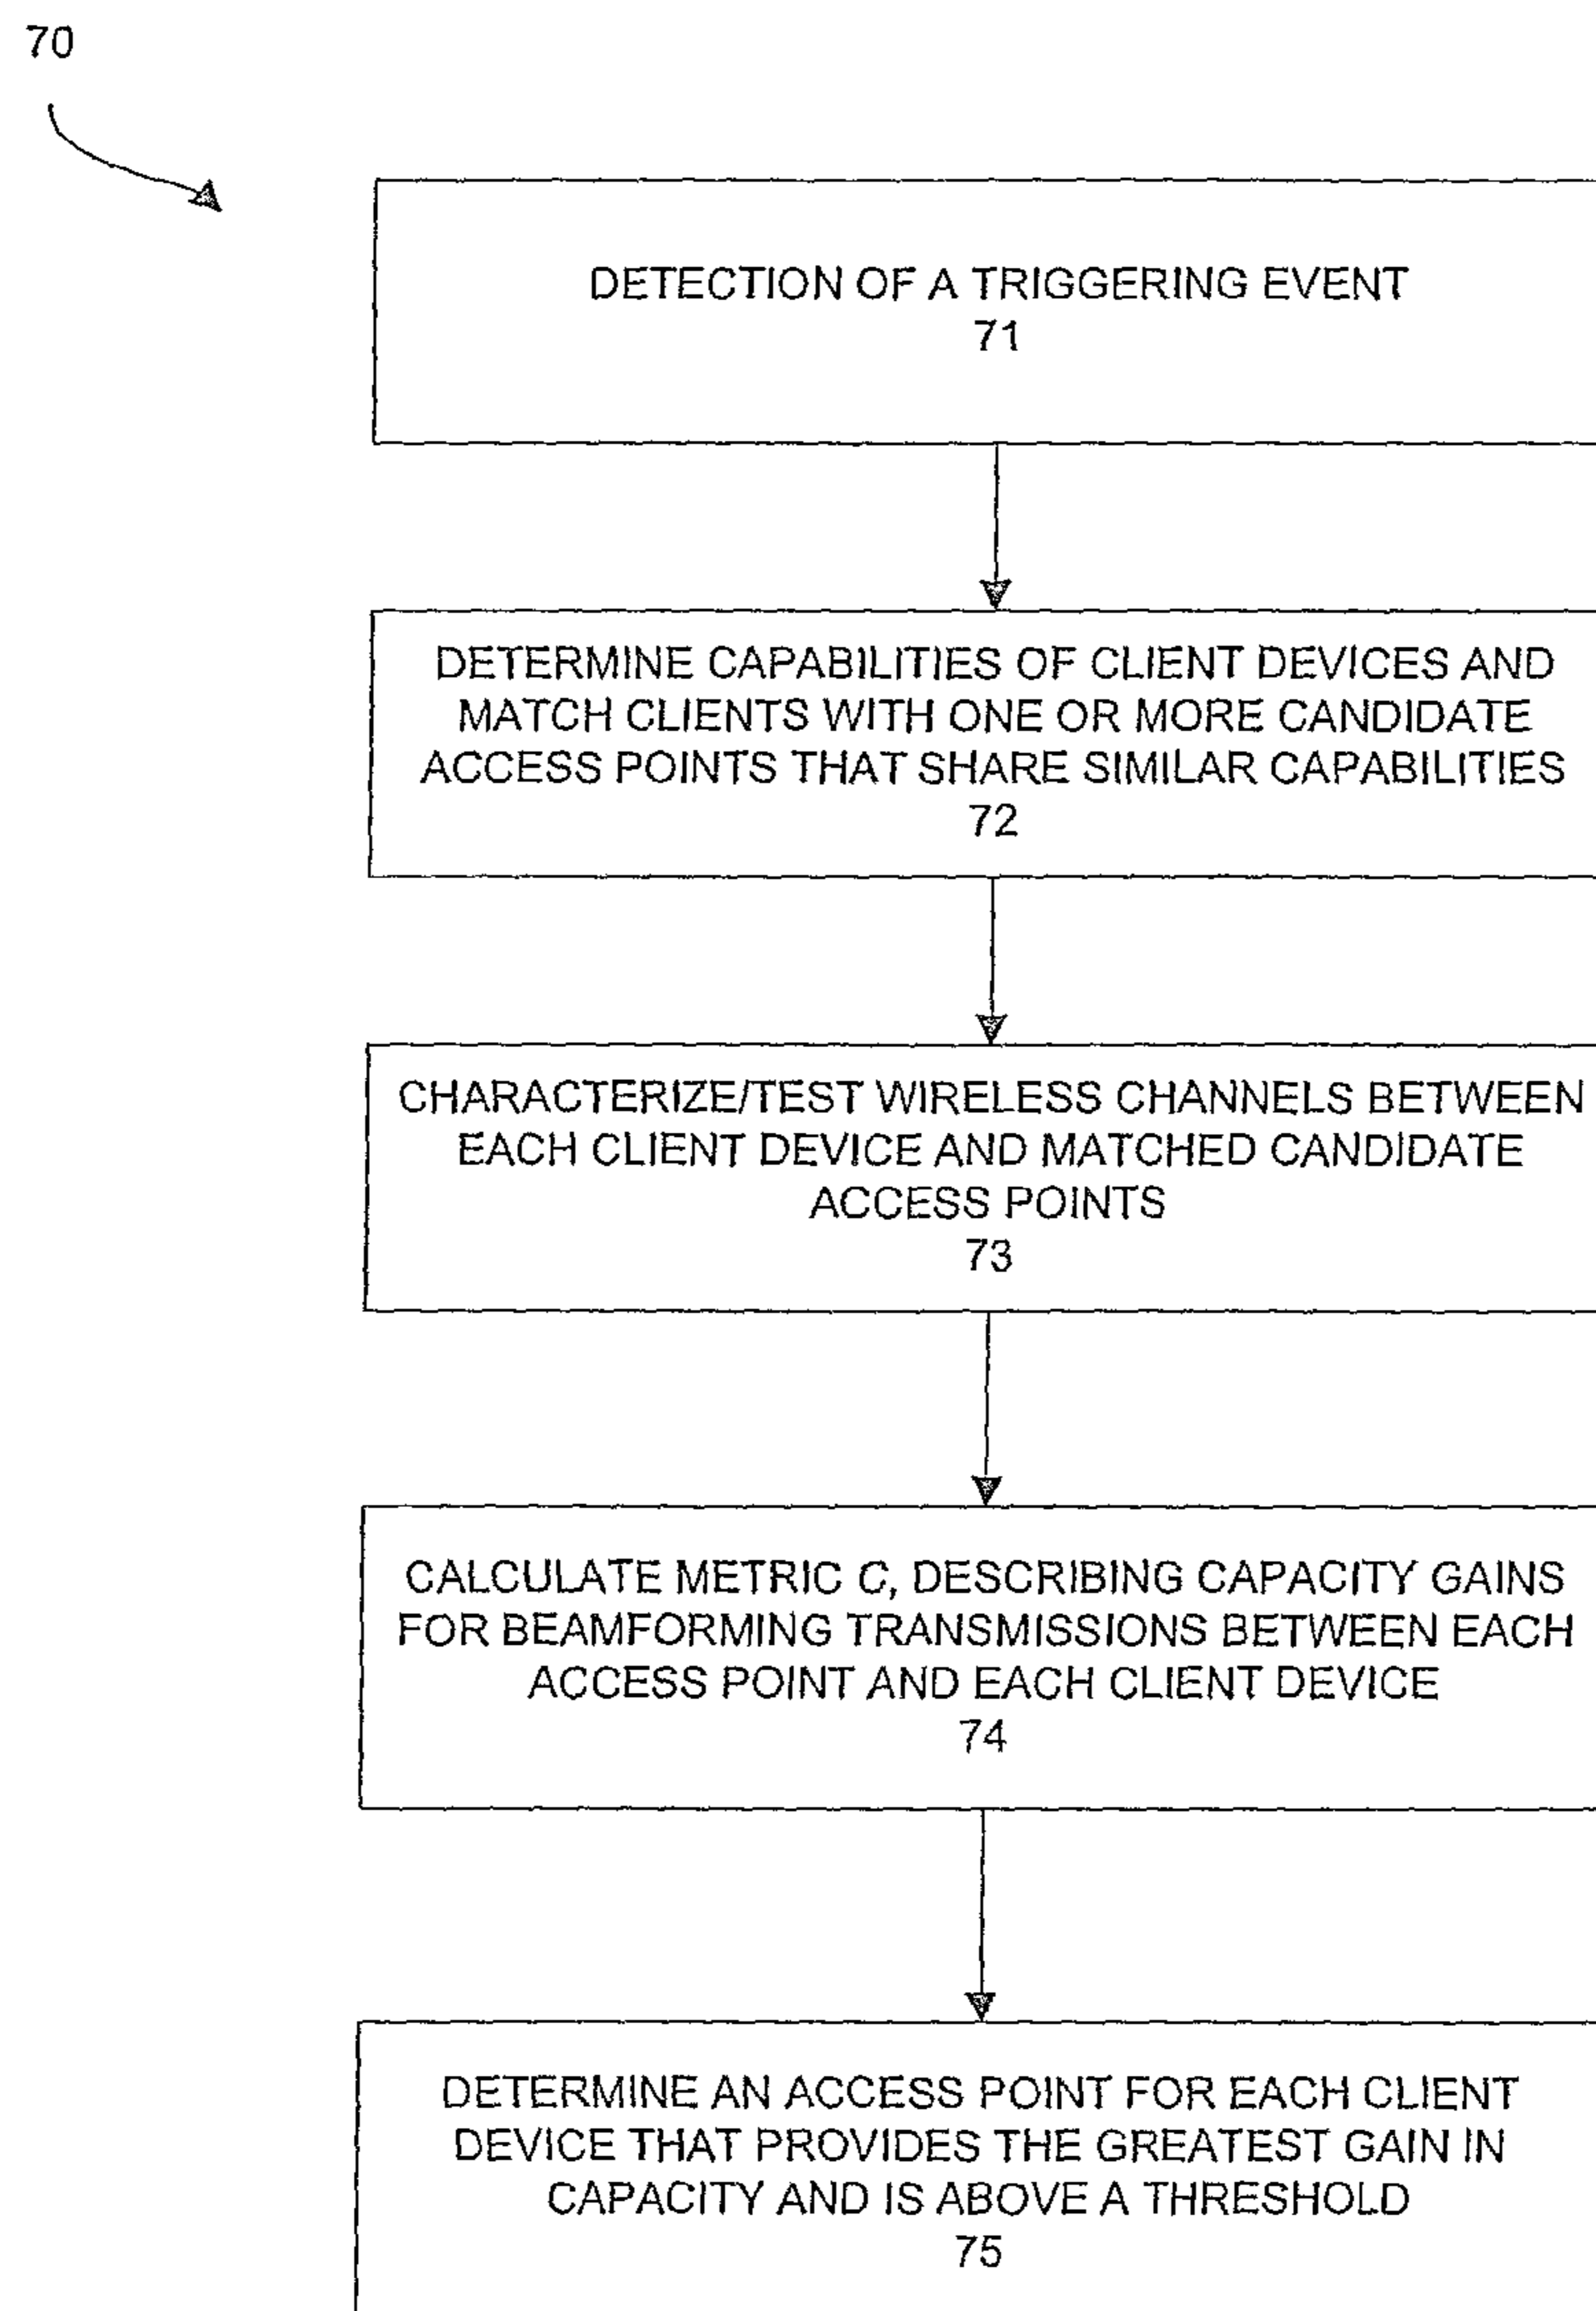 70
DETECTION OF A TRIGGERING EVENT
71
DETERMINE CAPABILITIES OF CLIENT DEVICES AND
MATCH CLIENTS WITH ONE OR MORE CANDIDATE
ACCESS POINTS THAT SHARE SIMILAR CAPABILITIES
72
CHARACTERIZE/TEST WIRELESS CHANNELS BETWEEN
EACH CLIENT DEVICE AND MATCHED CANDIDATE
ACCESS POINTS
73
CALCULATE METRIC C, DESCRIBING CAPACITY GAINS
FOR BEAMFORMING TRANSMISSIONS BETWEEN EACH
ACCESS POINT AND EACH CLIENT DEVICE
74
DETERMINE AN ACCESS POINT FOR EACH CLIENT
DEVICE THAT PROVIDES THE GREATEST GAIN IN
CAPACITY AND IS ABOVE A THRESHOLD
75